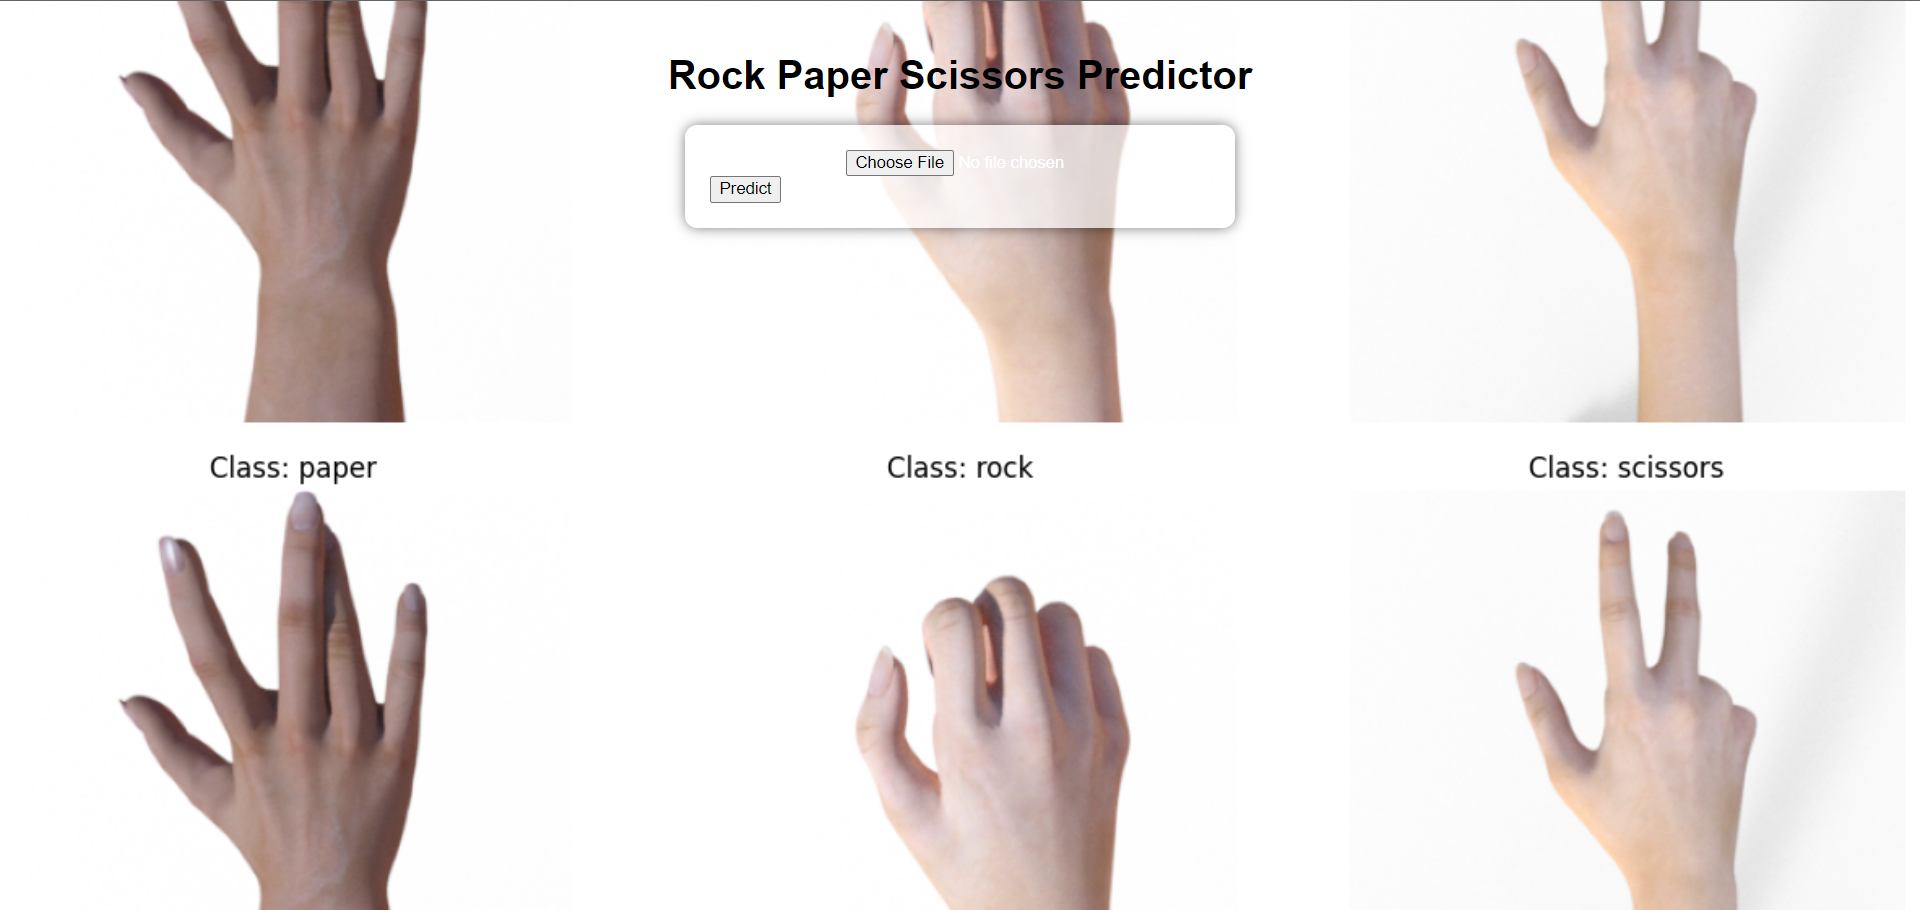 Rock Paper Scissors Predictor
Choose File No file chosen
Predict
Class: paper
Class: rock
Class: scissors